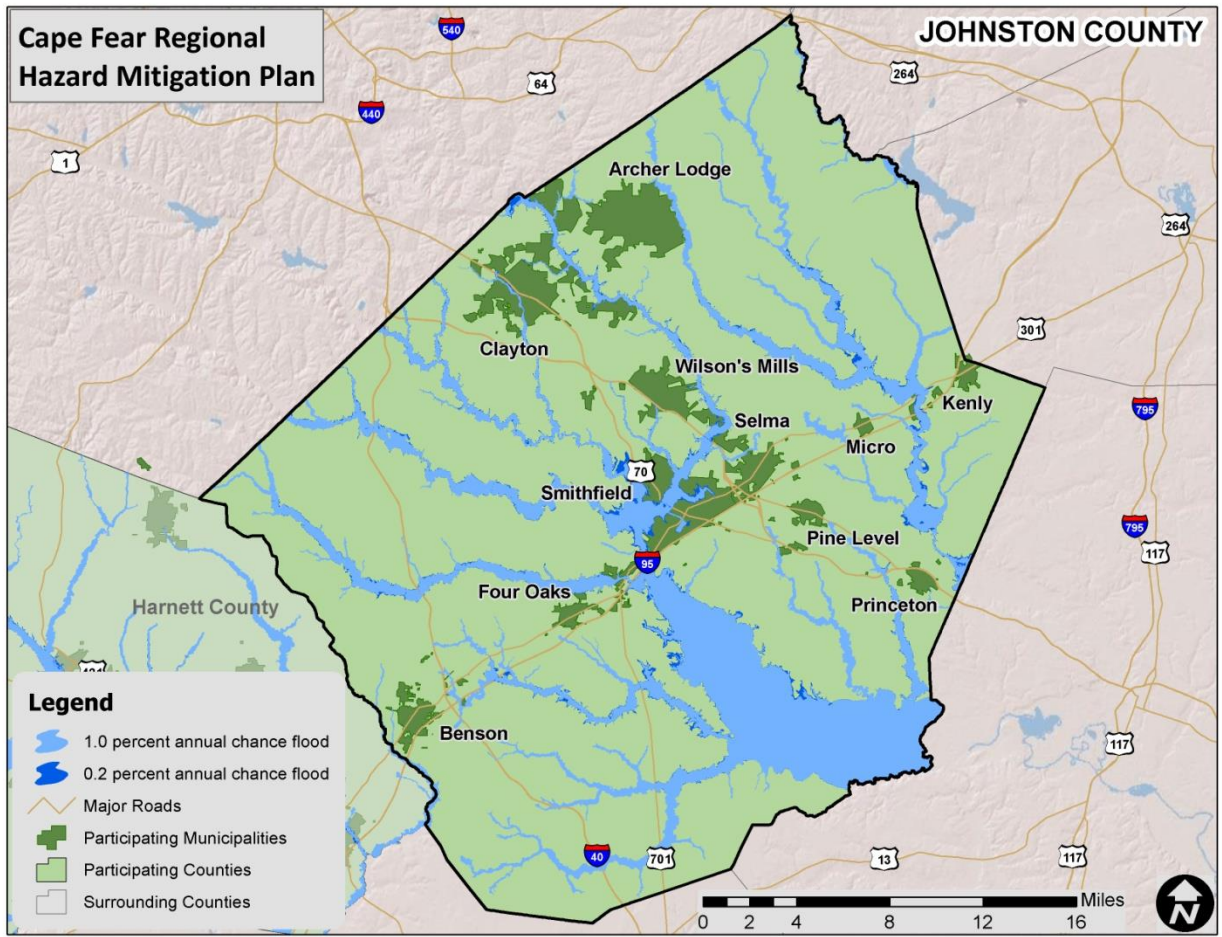 Cape Fear Regional
Hazard Mitigation Plan
JOHNSTON COUNTY
540
64
264
440
1
Archer Lodge
264
301
Clayton
Wilson's Mills
Kenly
795
Selma
Micro
70
Smithfield
795
117
Pine Level
95
Four Oaks
Princeton
Harnett County
Benson
117
40
701
13
117
Legend
1.0 percent annual chance flood
0.2 percent annual chance flood
Major Roads
Participating Municipalities
Participating Counties
Surrounding Counties
Miles
0 2 4 8 12 16
N